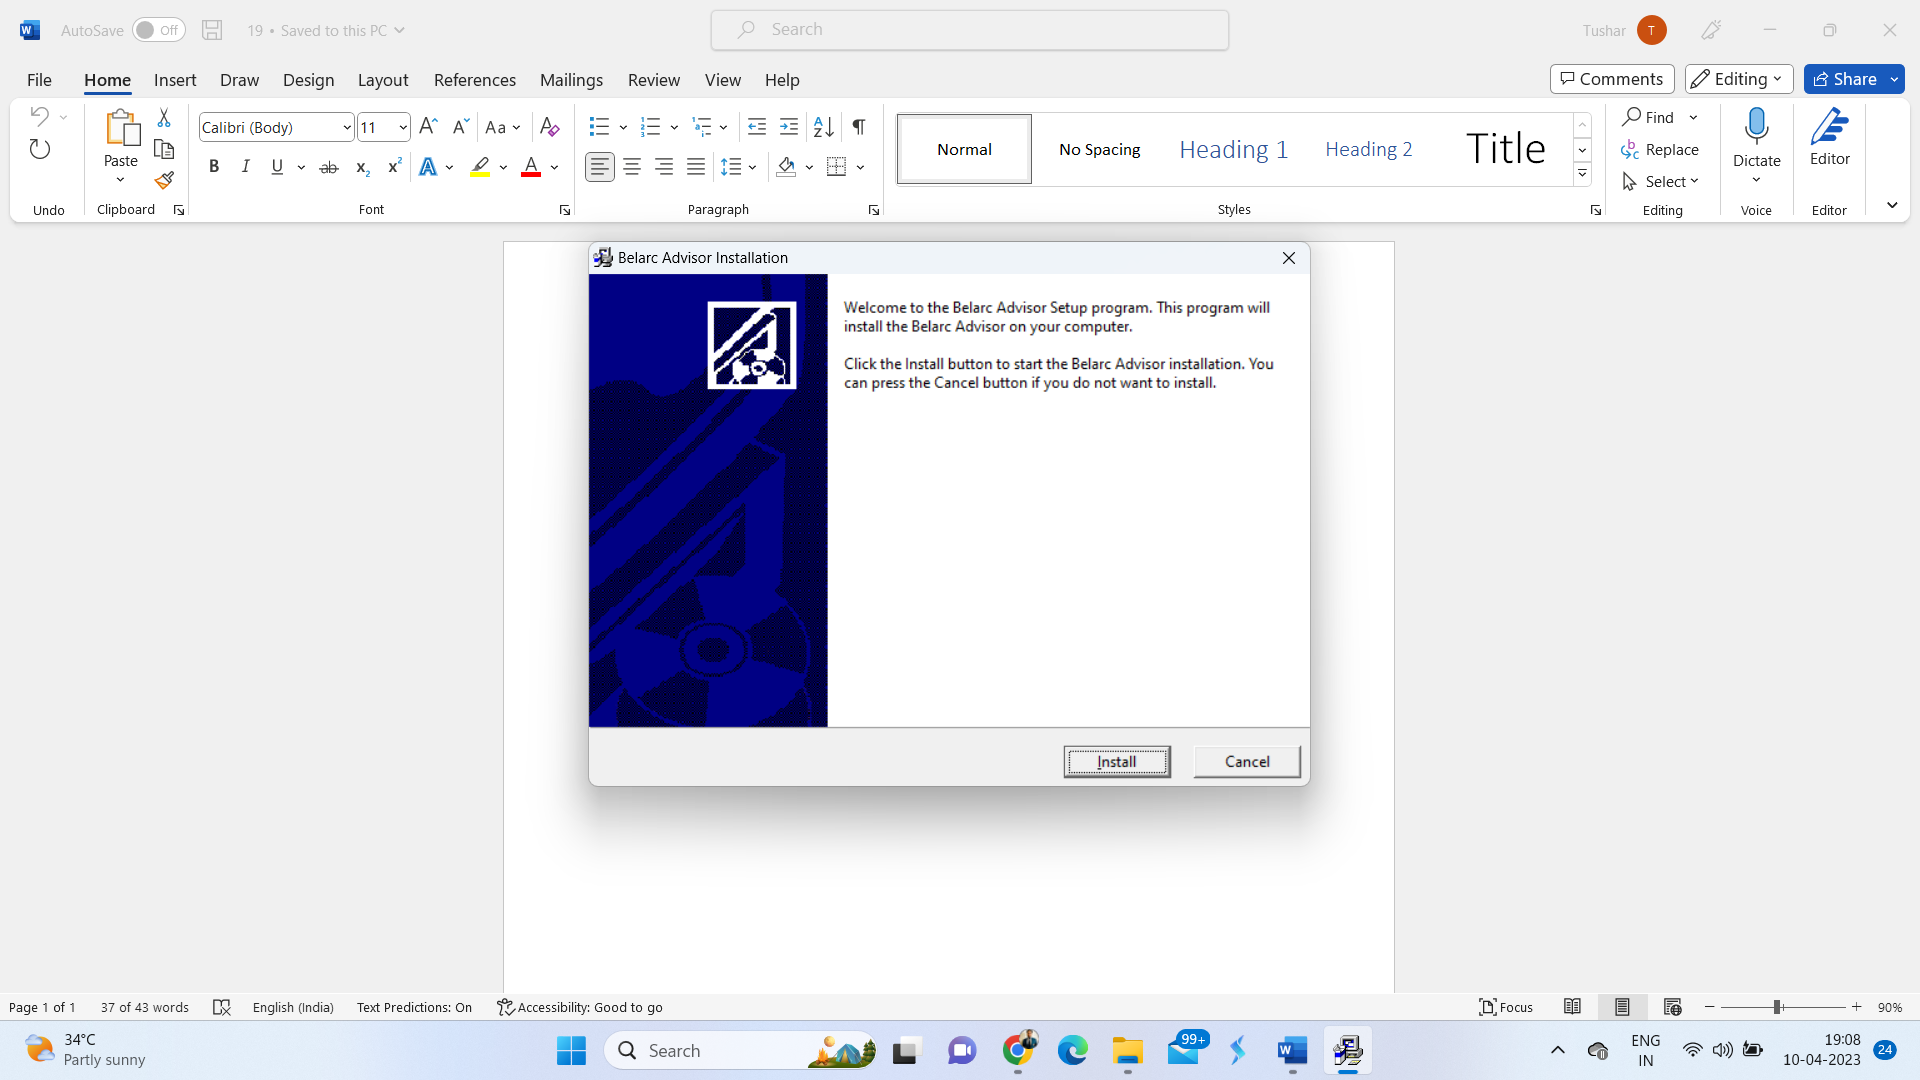 AutoSave Off 19 • Saved to this PC Search Tushar T
File Home Insert Draw Design Layout References Mailings Review View Help Comments Editing Share
Calibri (Body) 11 Aa
Paste
B I U ab x2 x2 A A
Normal No Spacing Heading 1 Heading 2 Title
Find
Replace
Select
Dictate
Editor
Undo Clipboard Font Paragraph Styles Editing Voice Editor
Belarc Advisor Installation
Welcome to the Belarc Advisor Setup program. This program will
install the Belarc Advisor on your computer.
Click the Install button to start the Belarc Advisor installation. You
can press the Cancel button if you do not want to install.
Install Cancel
Page 1 of 1 37 of 43 words English (India) Text Predictions: On Accessibility: Good to go Focus 90%
34°C
Partly sunny
Search
99+
ENG
IN
19:08
10-04-2023
24